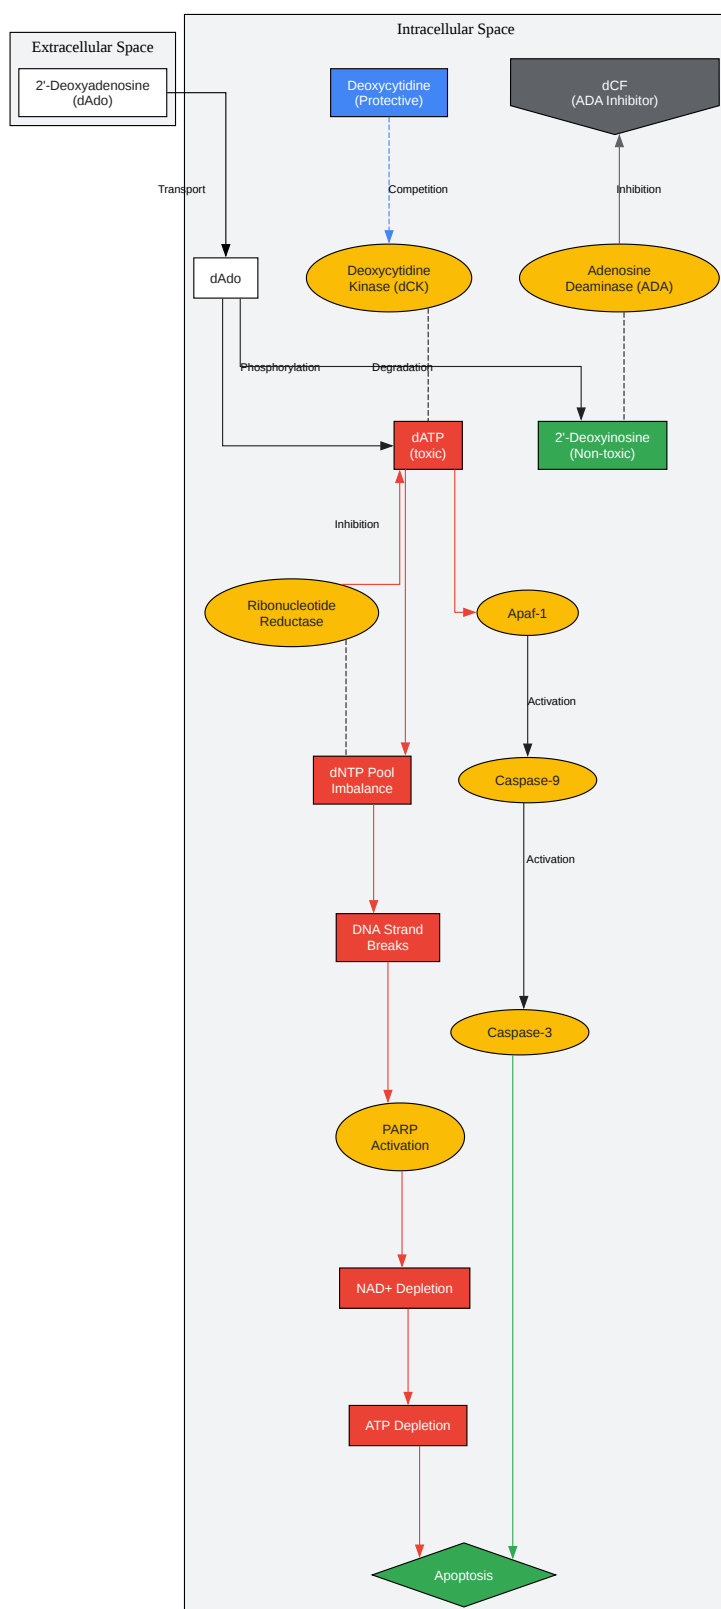 Intracellular Space
Extracellular Space
2'-Deoxyadenosine
(dAdo)
Deoxycytidine
(Protective)
dCF
(ADA Inhibitor)
Transport
Competition
Inhibition
dAdo
Deoxycytidine
Kinase (dCK)
Adenosine
Deaminase (ADA)
Phosphorylation
Degradation
dATP
(toxic)
2'-Deoxyinosine
(Non-toxic)
Inhibition
Ribonucleotide
Reductase
Apaf-1
Activation
dNTP Pool
Imbalance
Caspase-9
Activation
DNA Strand
Breaks
Caspase-3
PARP
Activation
NAD+ Depletion
ATP Depletion
Apoptosis